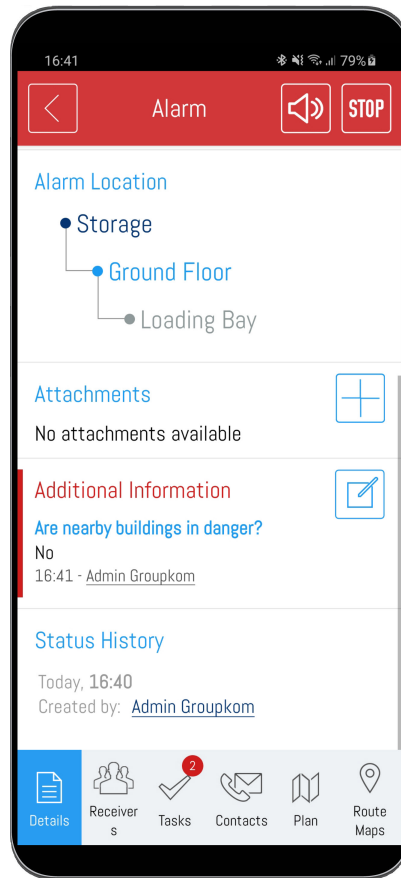 16:41
79%
Alarm
STOP
Alarm Location
Storage
Ground Floor
Loading Bay
Attachments
No attachments available
Additional Information
Are nearby buildings in danger?
No
16:41 - Admin Groupkom
Status History
Today, 16:40
Created by: Admin Groupkom
2
Details
Receiver
s
Tasks
Contacts
Plan
Route
Maps